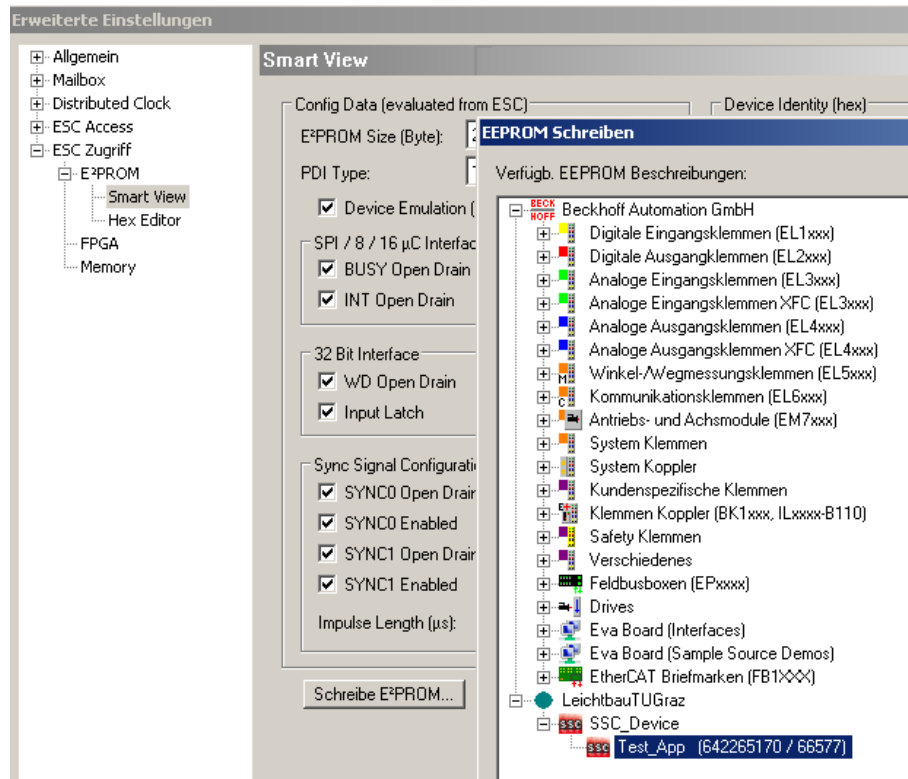 Erweiterte Einstellungen
Allgemein
Mailbox
Distributed Clock
ESC Access
ESC Zugriff
E²PROM
Smart View
Hex Editor
FPGA
Memory
Smart View
Config Data (evaluated from ESC)
Device Identity (hex)
E²PROM Size (Byte):
PDI Type:
Device Emulation (
SPI / 8 / 16 µC Interfac
BUSY Open Drain
INT Open Drain
32 Bit Interface
WD Open Drain
Input Latch
Sync Signal Configurati
SYNC0 Open Drain
SYNC0 Enabled
SYNC1 Open Drain
SYNC1 Enabled
Impulse Length (µs):
Schreibe E²PROM...
EEPROM Schreiben
Verfügb. EEPROM Beschreibungen:
BECK
HOFF
Beckhoff Automation GmbH
Digitale Eingangsklemmen (EL1xxx)
Digitale Ausgangklemmen (EL2xxx)
Analoge Eingangsklemmen (EL3xxx)
Analoge Eingangsklemmen XFC (EL3xxx)
Analoge Ausgangsklemmen (EL4xxx)
Analoge Ausgangsklemmen XFC (EL4xxx)
Winkel-/Wegmessungsklemmen (EL5xxx)
Kommunikationsklemmen (EL6xxx)
Antriebs- und Achsmodule (EM7xxx)
System Klemmen
System Koppler
Kundenspezifische Klemmen
Klemmen Koppler (BK1xxx, ILxxxx-B110)
Safety Klemmen
Verschiedenes
Feldbusboxen (EPxxxx)
Drives
Eva Board (Interfaces)
Eva Board (Sample Source Demos)
EtherCAT Briefmarken (FB1XXX)
LeichtbauTUGraz
ssc SSC_Device
ssc Test_App (642265170 / 66577)